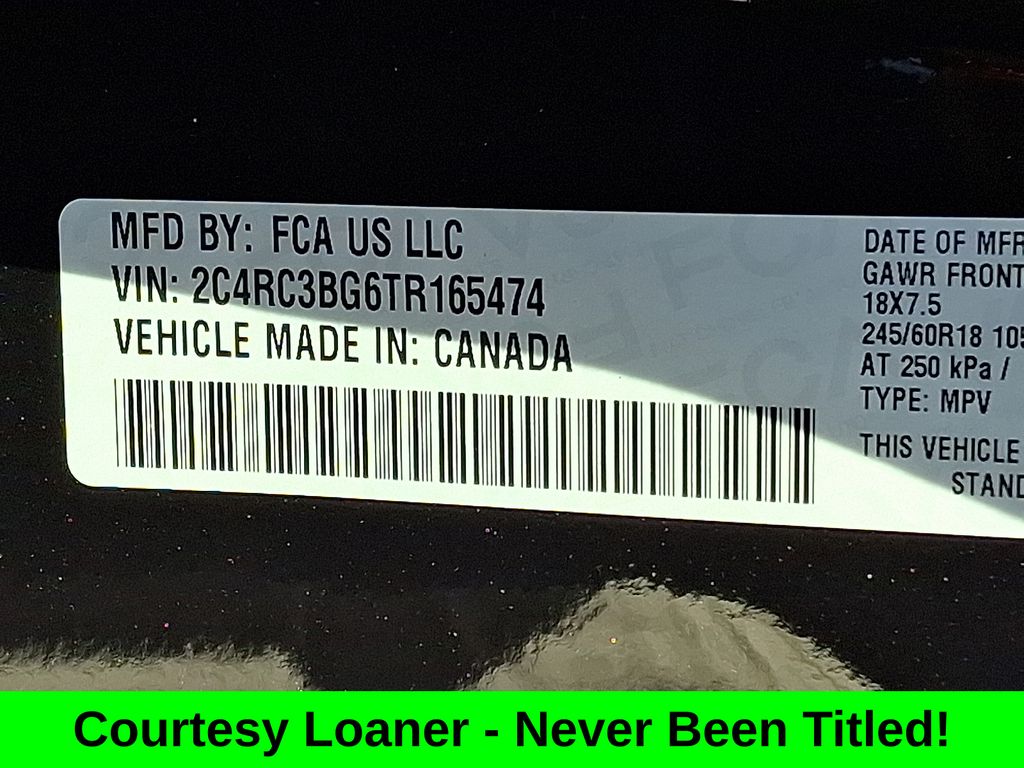 MFD BY: FCA US LLC
VIN: 2C4RC3BG6TR165474
VEHICLE MADE IN: CANADA
DATE OF MFR
GAWR FRONT
18X7.5
245/60R18 105
AT 250 kPa /
TYPE: MPV
THIS VEHICLE
STAND
Courtesy Loaner - Never Been Titled!